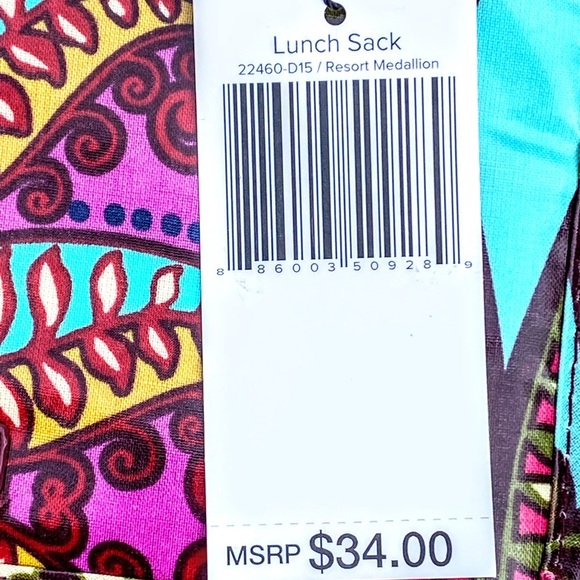 Lunch Sack
22460-D15 / Resort Medallion
8 86003 50928 9
MSRP $34.00